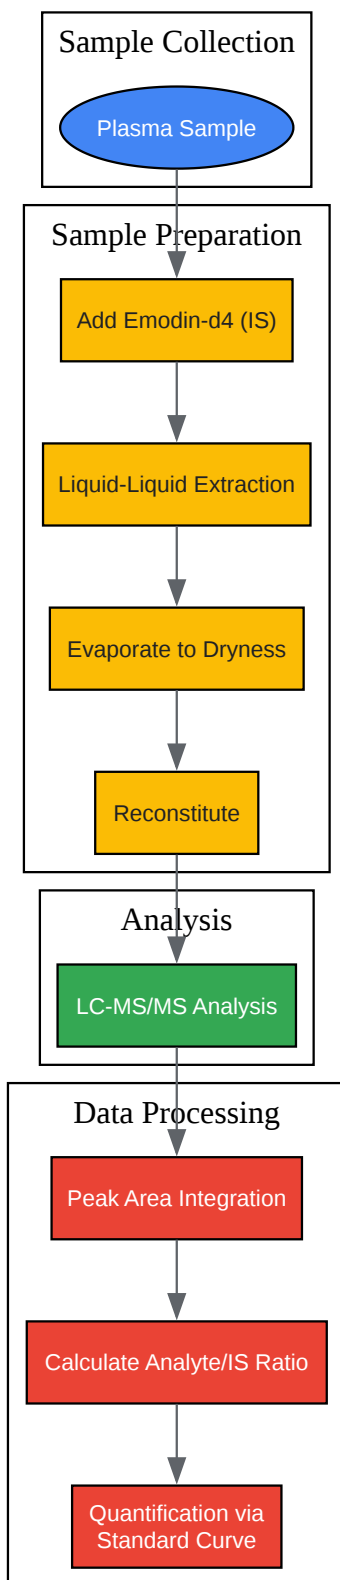 Sample Collection
Plasma Sample
Sample Preparation
Add Emodin-d4 (IS)
Liquid-Liquid Extraction
Evaporate to Dryness
Reconstitute
Analysis
LC-MS/MS Analysis
Data Processing
Peak Area Integration
Calculate Analyte/IS Ratio
Quantification via
Standard Curve